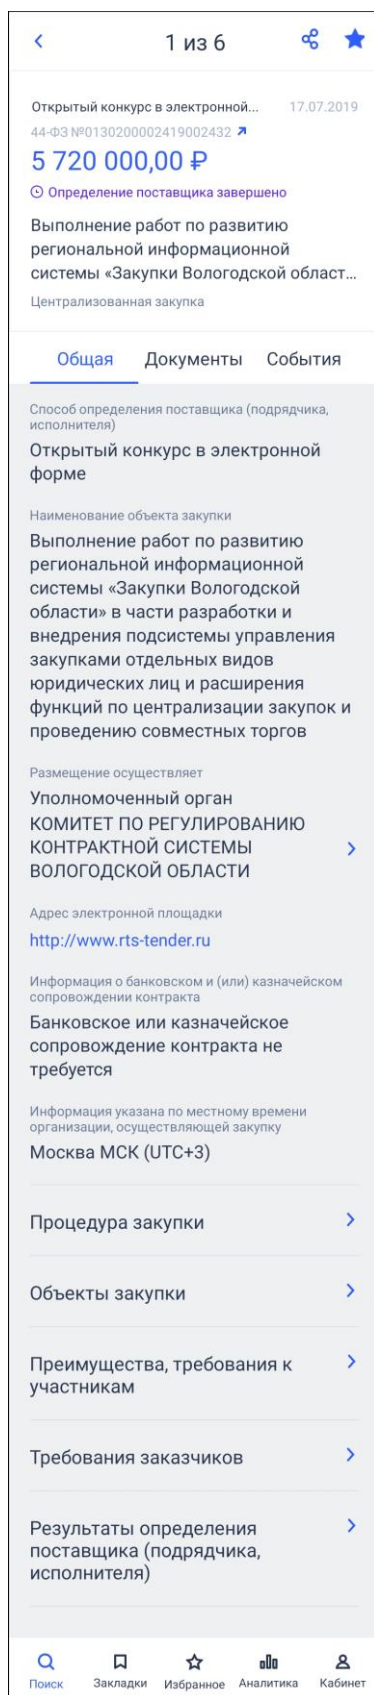 1 из 6
Открытый конкурс в электронной... 17.07.2019
44-ФЗ №0130200002419002432
5 720 000,00 ₽
Определение поставщика завершено
Выполнение работ по развитию
региональной информационной
системы «Закупки Вологодской област...
Централизованная закупка
Общая Документы События
Способ определения поставщика (подрядчика,
исполнителя)
Открытый конкурс в электронной
форме
Наименование объекта закупки
Выполнение работ по развитию
региональной информационной
системы «Закупки Вологодской
области» в части разработки и
внедрения подсистемы управления
закупками отдельных видов
юридических лиц и расширения
функций по централизации закупок и
проведению совместных торгов
Размещение осуществляет
Уполномоченный орган
КОМИТЕТ ПО РЕГУЛИРОВАНИЮ
КОНТРАКТНОЙ СИСТЕМЫ
ВОЛОГОДСКОЙ ОБЛАСТИ
Адрес электронной площадки
http://www.rts-tender.ru
Информация о банковском и (или) казначейском
сопровождении контракта
Банковское или казначейское
сопровождение контракта не
требуется
Информация указана по местному времени
организации, осуществляющей закупку
Москва МСК (UTC+3)
Процедура закупки
Объекты закупки
Преимущества, требования к
участникам
Требования заказчиков
Результаты определения
поставщика (подрядчика,
исполнителя)
Поиск Закладки Избранное Аналитика Кабинет